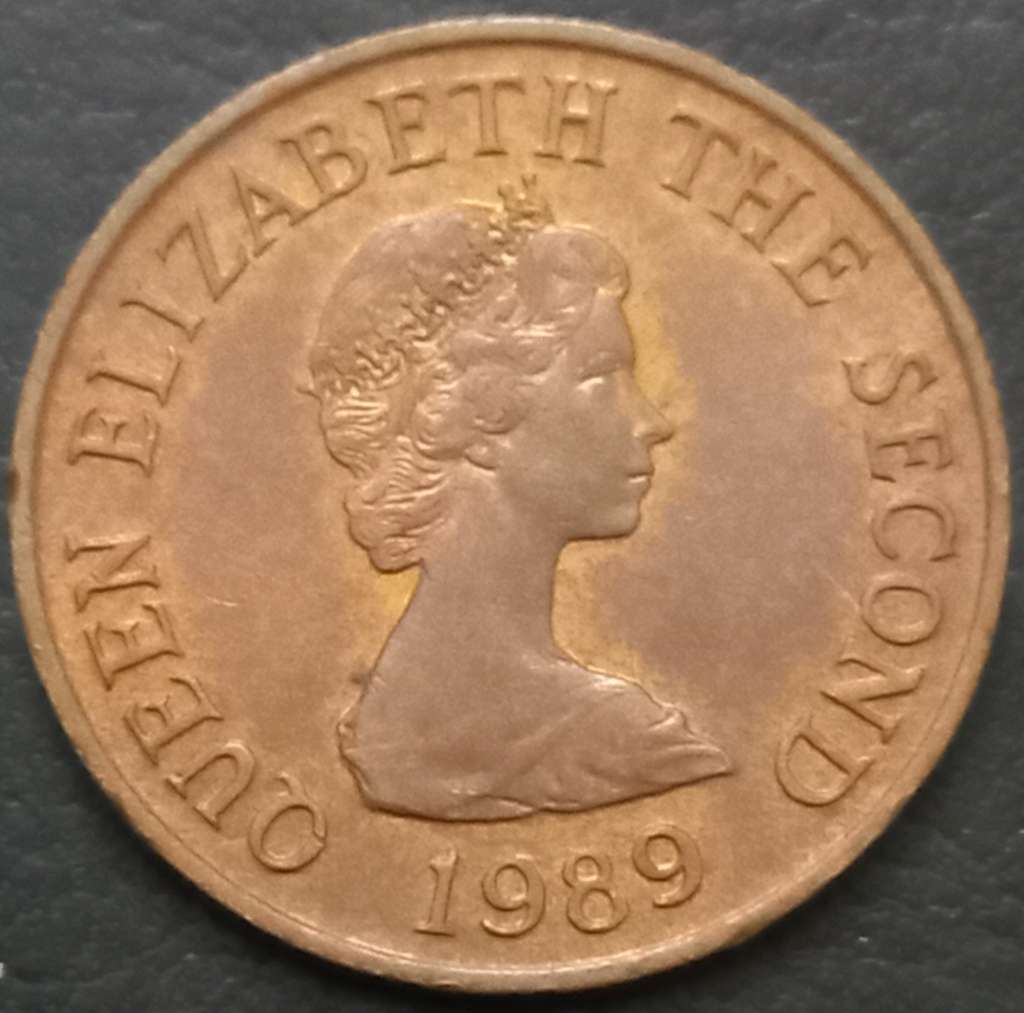 QUEEN ELIZABETH THE SECOND
1989